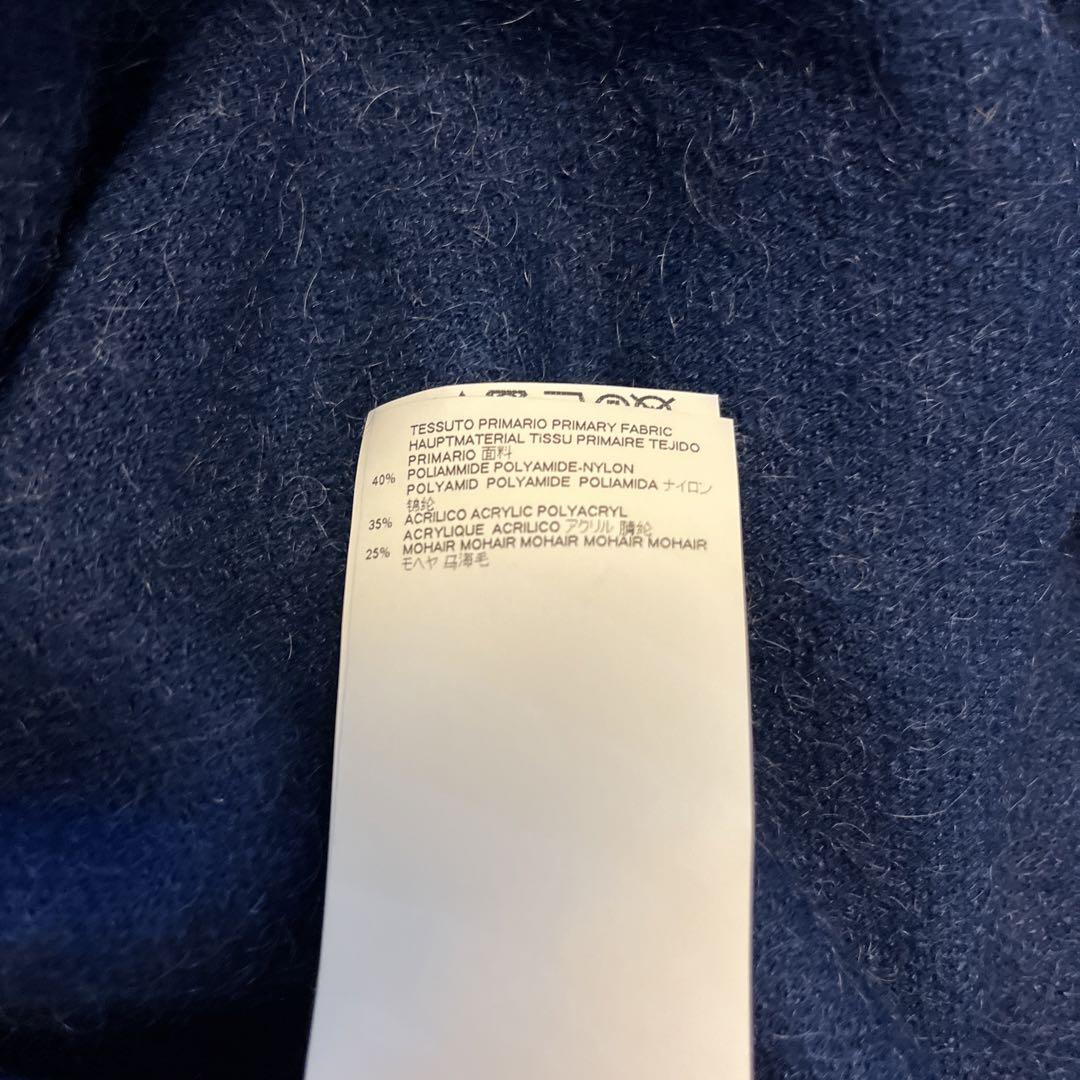 TESSUTO PRIMARIO PRIMARY FABRIC
HAUPTMATERIAL TISSU PRIMAIRE TEJIDO
PRIMARIO 面料
40% POLIAMMIDE POLYAMIDE-NYLON
POLYAMID POLYAMIDE POLIAMIDA ナイロン
锦纶
35% ACRILICO ACRYLIC POLYACRYL
ACRYLIQUE ACRILICO アクリル 腈纶
25% MOHAIR MOHAIR MOHAIR MOHAIR MOHAIR
モヘヤ 马海毛